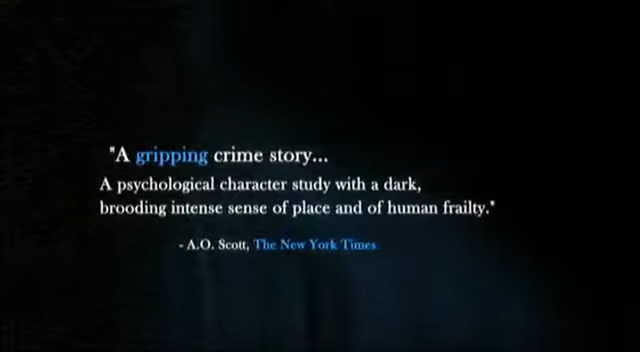 "A gripping crime story...
A psychological character study with a dark,
brooding intense sense of place and of human frailty."
- A.O. Scott, The New York Times